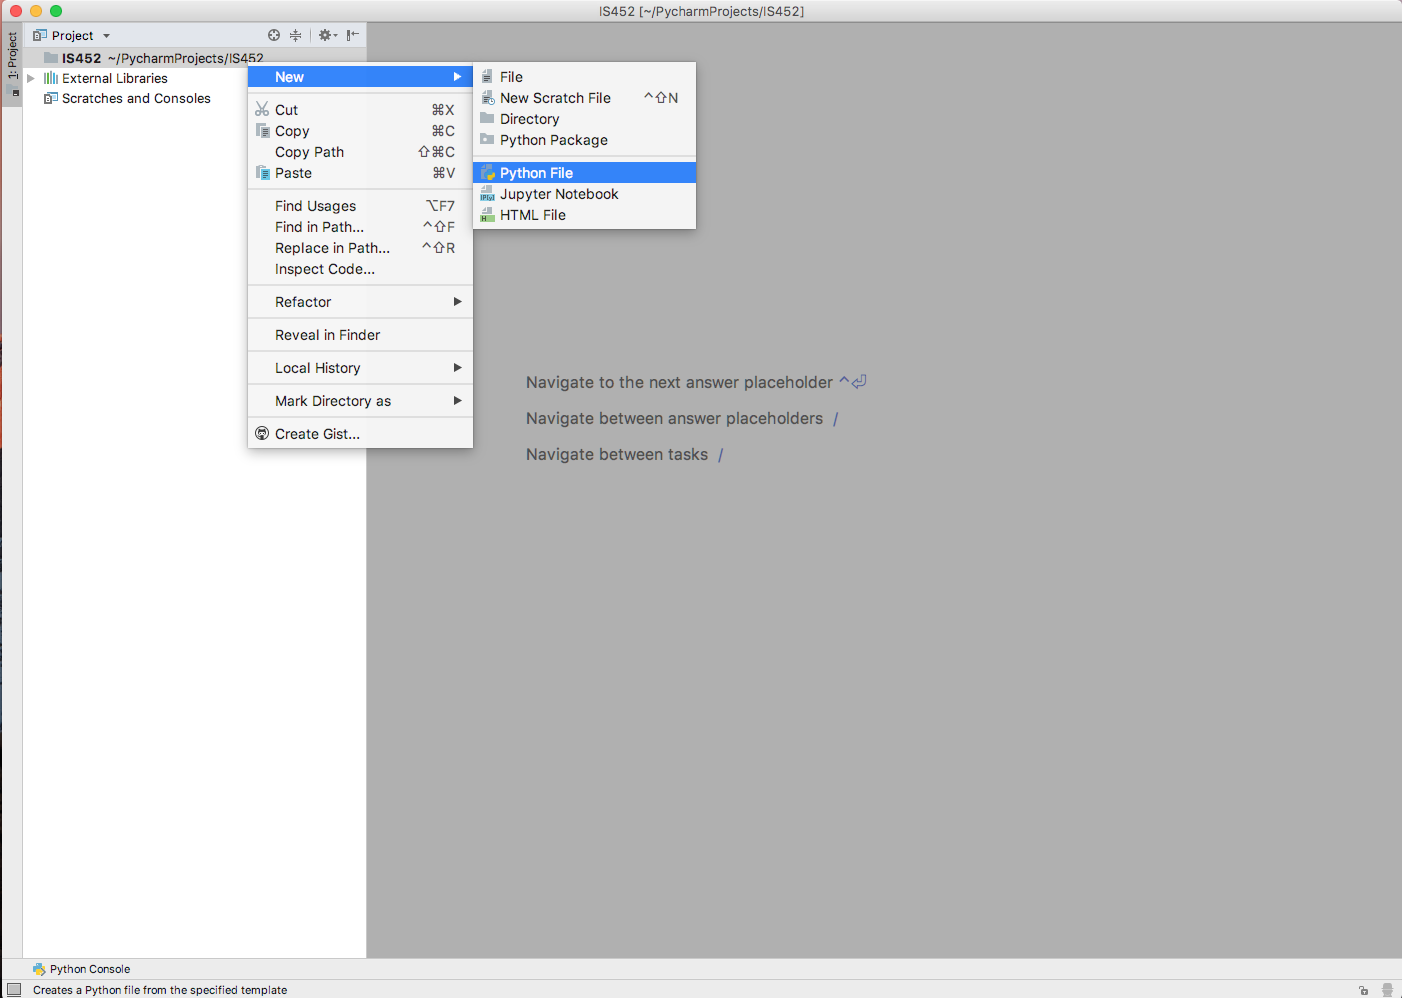 IS452 [~/PycharmProjects/IS452]
1: Project
Project
IS452 ~/PycharmProjects/IS452
External Libraries
Scratches and Consoles
New
Cut ⌘X
Copy ⌘C
Copy Path ⇧⌘C
Paste ⌘V
Find Usages ⌥F7
Find in Path... ^⇧F
Replace in Path... ^⇧R
Inspect Code...
Refactor
Reveal in Finder
Local History
Mark Directory as
Create Gist...
File
New Scratch File ^⇧N
Directory
Python Package
Python File
Jupyter Notebook
HTML File
Navigate to the next answer placeholder ^⏎
Navigate between answer placeholders /
Navigate between tasks /
Python Console
Creates a Python file from the specified template